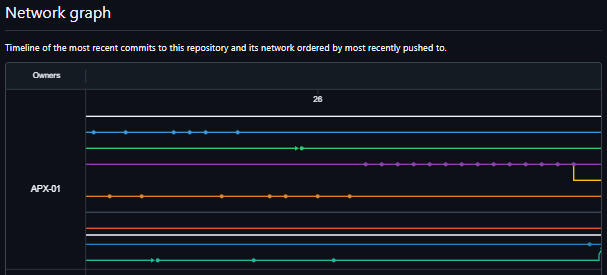 Network graph
Timeline of the most recent commits to this repository and its network ordered by most recently pushed to.
Owners
26
APX-01